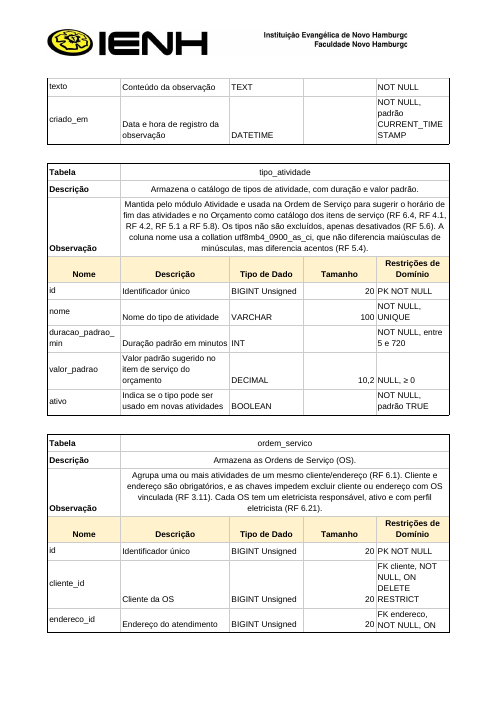 IENH
Instituição Evangélica de Novo Hamburgo
Faculdade Novo Hamburgo
texto Conteúdo da observação TEXT NOT NULL
criado_em Data e hora de registro da observação DATETIME NOT NULL, padrão CURRENT_TIME STAMP
Tabela tipo_atividade
Descrição Armazena o catálogo de tipos de atividade, com duração e valor padrão.
Mantida pelo módulo Atividade e usada na Ordem de Serviço para sugerir o horário de
fim das atividades e no Orçamento como catálogo dos itens de serviço (RF 6.4, RF 4.1,
RF 4.2, RF 5.1 a RF 5.8). Os tipos não são excluídos, apenas desativados (RF 5.6). A
coluna nome usa a collation utf8mb4_0900_as_ci, que não diferencia maiúsculas de
Observação minúsculas, mas diferencia acentos (RF 5.4).
Nome Descrição Tipo de Dado Tamanho Restrições de Domínio
id Identificador único BIGINT Unsigned 20 PK NOT NULL
nome Nome do tipo de atividade VARCHAR 100 NOT NULL, UNIQUE
duracao_padrao_min Duração padrão em minutos INT NOT NULL, entre 5 e 720
valor_padrao Valor padrão sugerido no item de serviço do orçamento DECIMAL 10,2 NULL, ≥ 0
ativo Indica se o tipo pode ser usado em novas atividades BOOLEAN NOT NULL, padrão TRUE
Tabela ordem_servico
Descrição Armazena as Ordens de Serviço (OS).
Agrupa uma ou mais atividades de um mesmo cliente/endereço (RF 6.1). Cliente e
endereço são obrigatórios, e as chaves impedem excluir cliente ou endereço com OS
vinculada (RF 3.11). Cada OS tem um eletricista responsável, ativo e com perfil
Observação eletricista (RF 6.21).
Nome Descrição Tipo de Dado Tamanho Restrições de Domínio
id Identificador único BIGINT Unsigned 20 PK NOT NULL
cliente_id Cliente da OS BIGINT Unsigned 20 FK cliente, NOT NULL, ON DELETE RESTRICT
endereco_id Endereço do atendimento BIGINT Unsigned 20 FK endereco, NOT NULL, ON